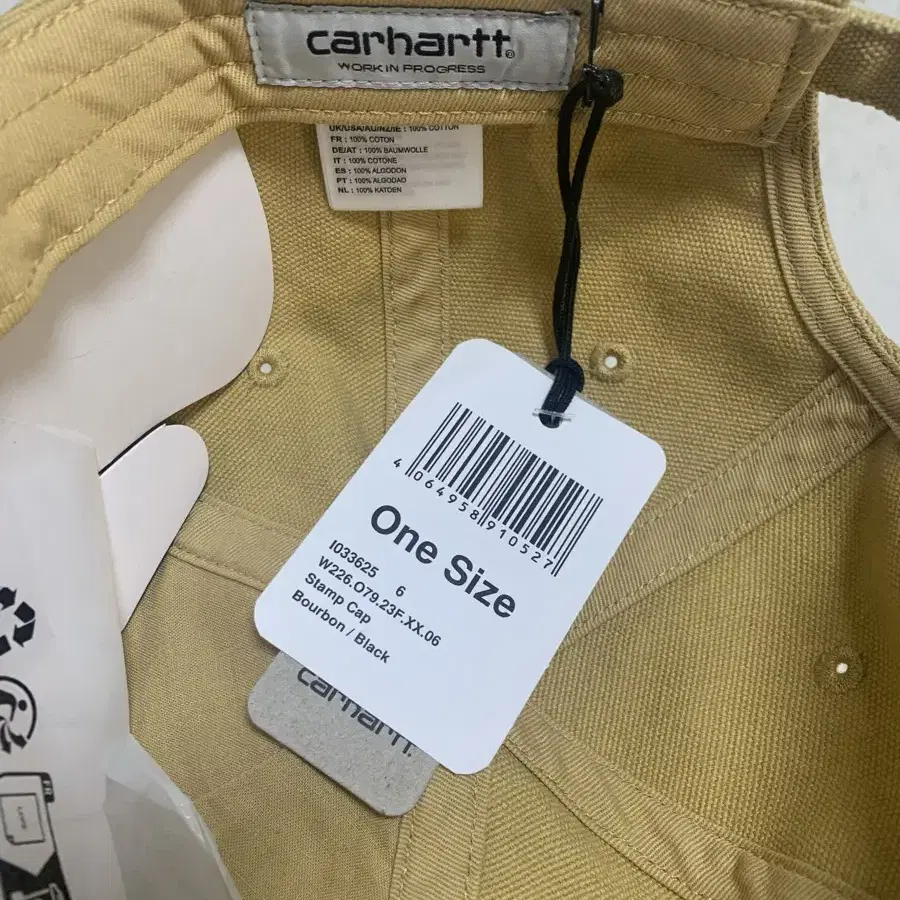 carhartt®
WORK IN PROGRESS
UK/USA/AU/NZ/IE : 100% COTTON
FR : 100% COTON
DE/AT : 100% BAUMWOLLE
IT : 100% COTONE
ES : 100% ALGODON
PT : 100% ALGODAO
NL : 100% KATOEN
4 064958 910527
One Size
I033625 6
W226.O79.23F.XX.06
Stamp Cap
Bourbon / Black
carhartt.
FR